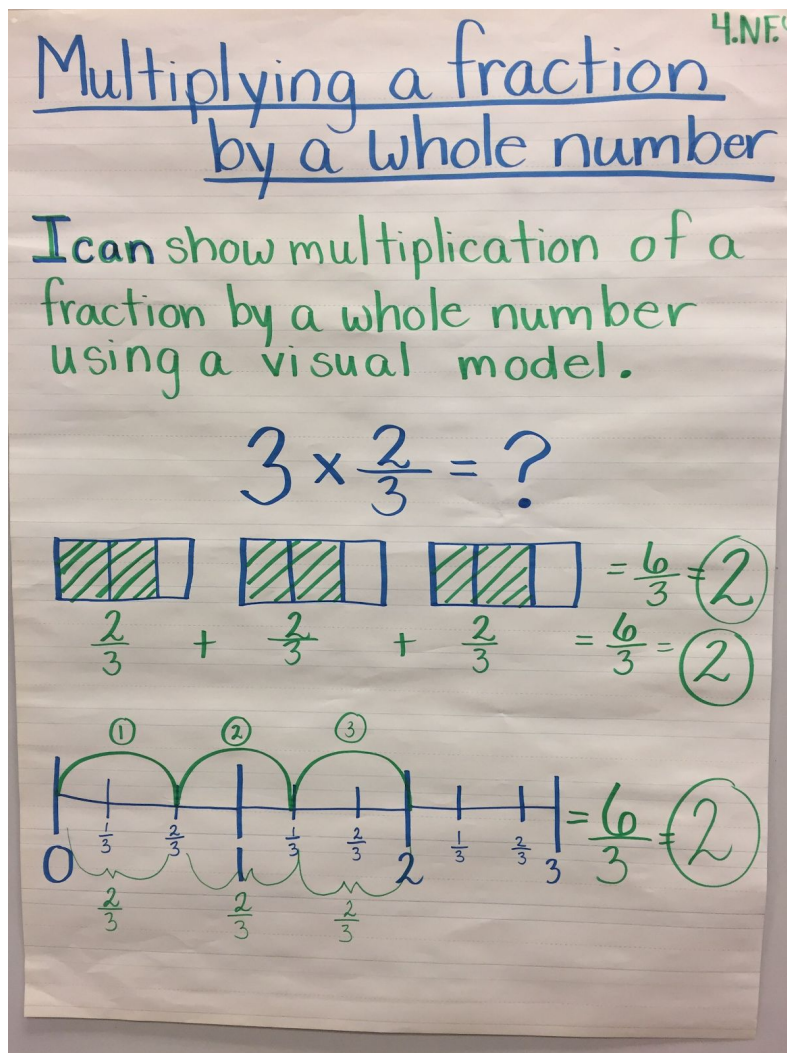 4.NF.
Multiplying a fraction
by a whole number
I can show multiplication of a
fraction by a whole number
using a visual model.
3 × 2/3 = ?
= 6/3 = 2
2/3 + 2/3 + 2/3 = 6/3 = 2
① ② ③
1/3 2/3 1/3 2/3 1/3 2/3 = 6/3 = 2
0 1 2 3
2/3 2/3 2/3